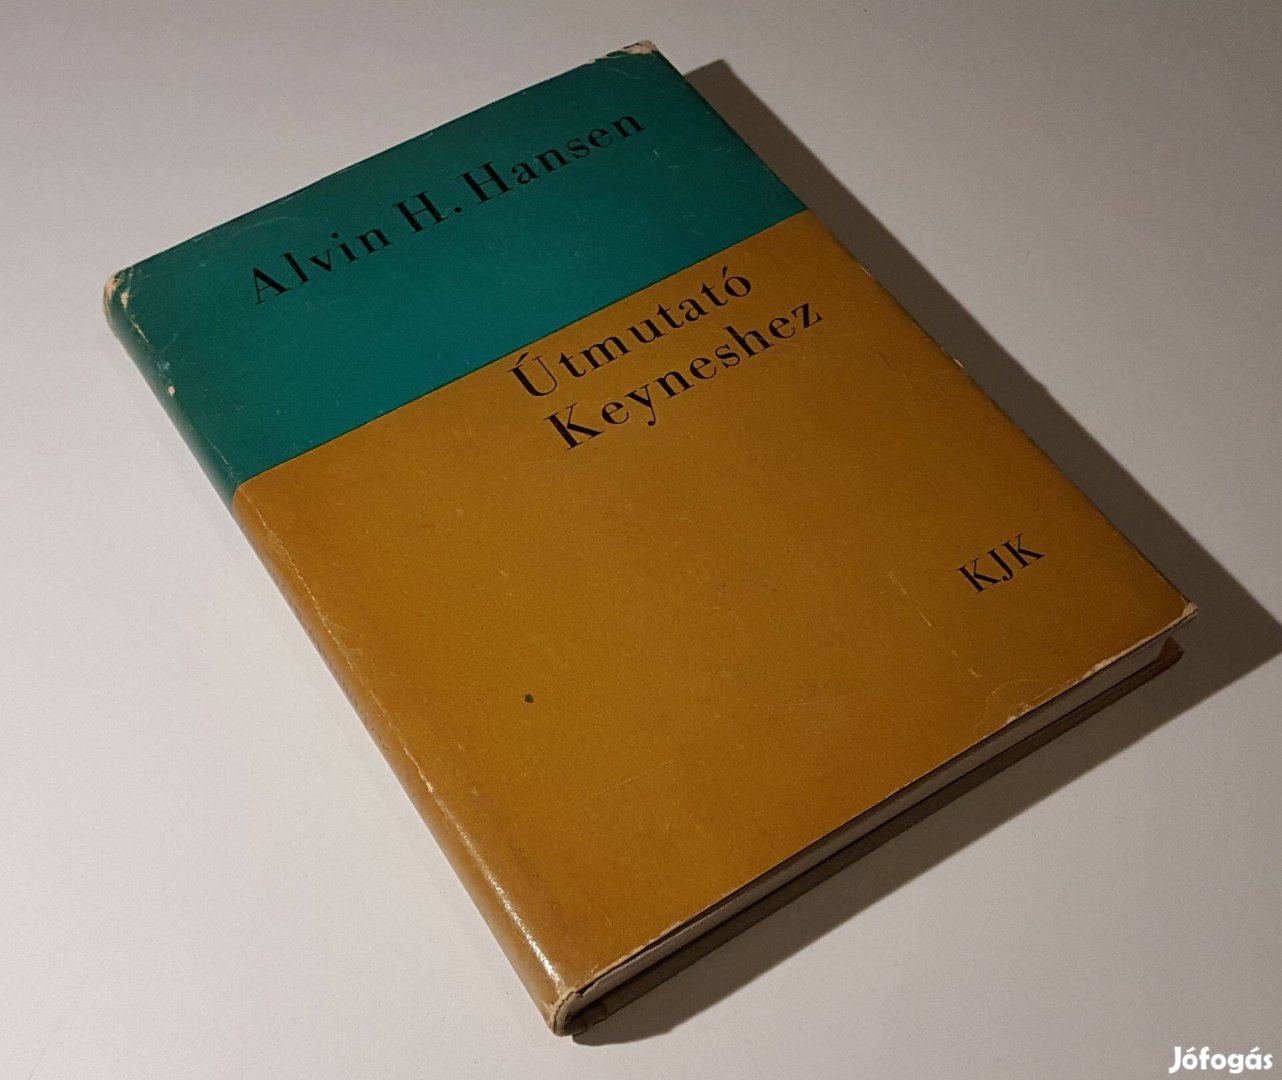 Alvin H. Hansen
Útmutató
Keyneshez
KJK
Jófogás